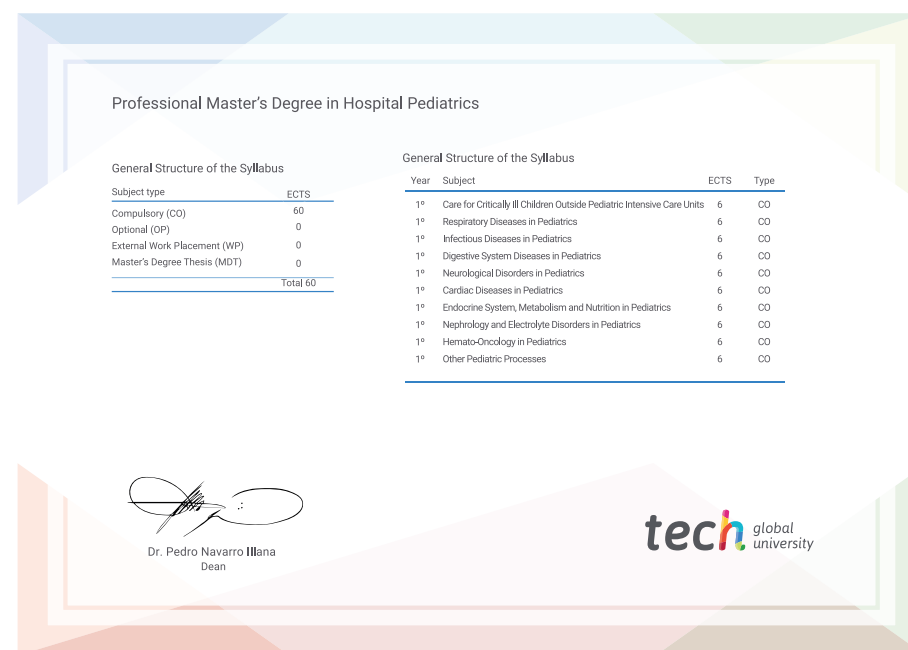 Professional Master's Degree in Hospital Pediatrics
General Structure of the Syllabus
Subject type ECTS
Compulsory (CO) 60
Optional (OP) 0
External Work Placement (WP) 0
Master's Degree Thesis (MDT) 0
Total 60
General Structure of the Syllabus
Year Subject ECTS Type
1º Care for Critically Ill Children Outside Pediatric Intensive Care Units 6 CO
1º Respiratory Diseases in Pediatrics 6 CO
1º Infectious Diseases in Pediatrics 6 CO
1º Digestive System Diseases in Pediatrics 6 CO
1º Neurological Disorders in Pediatrics 6 CO
1º Cardiac Diseases in Pediatrics 6 CO
1º Endocrine System, Metabolism and Nutrition in Pediatrics 6 CO
1º Nephrology and Electrolyte Disorders in Pediatrics 6 CO
1º Hemato-Oncology in Pediatrics 6 CO
1º Other Pediatric Processes 6 CO
Dr. Pedro Navarro Illana
Dean
tech global
university